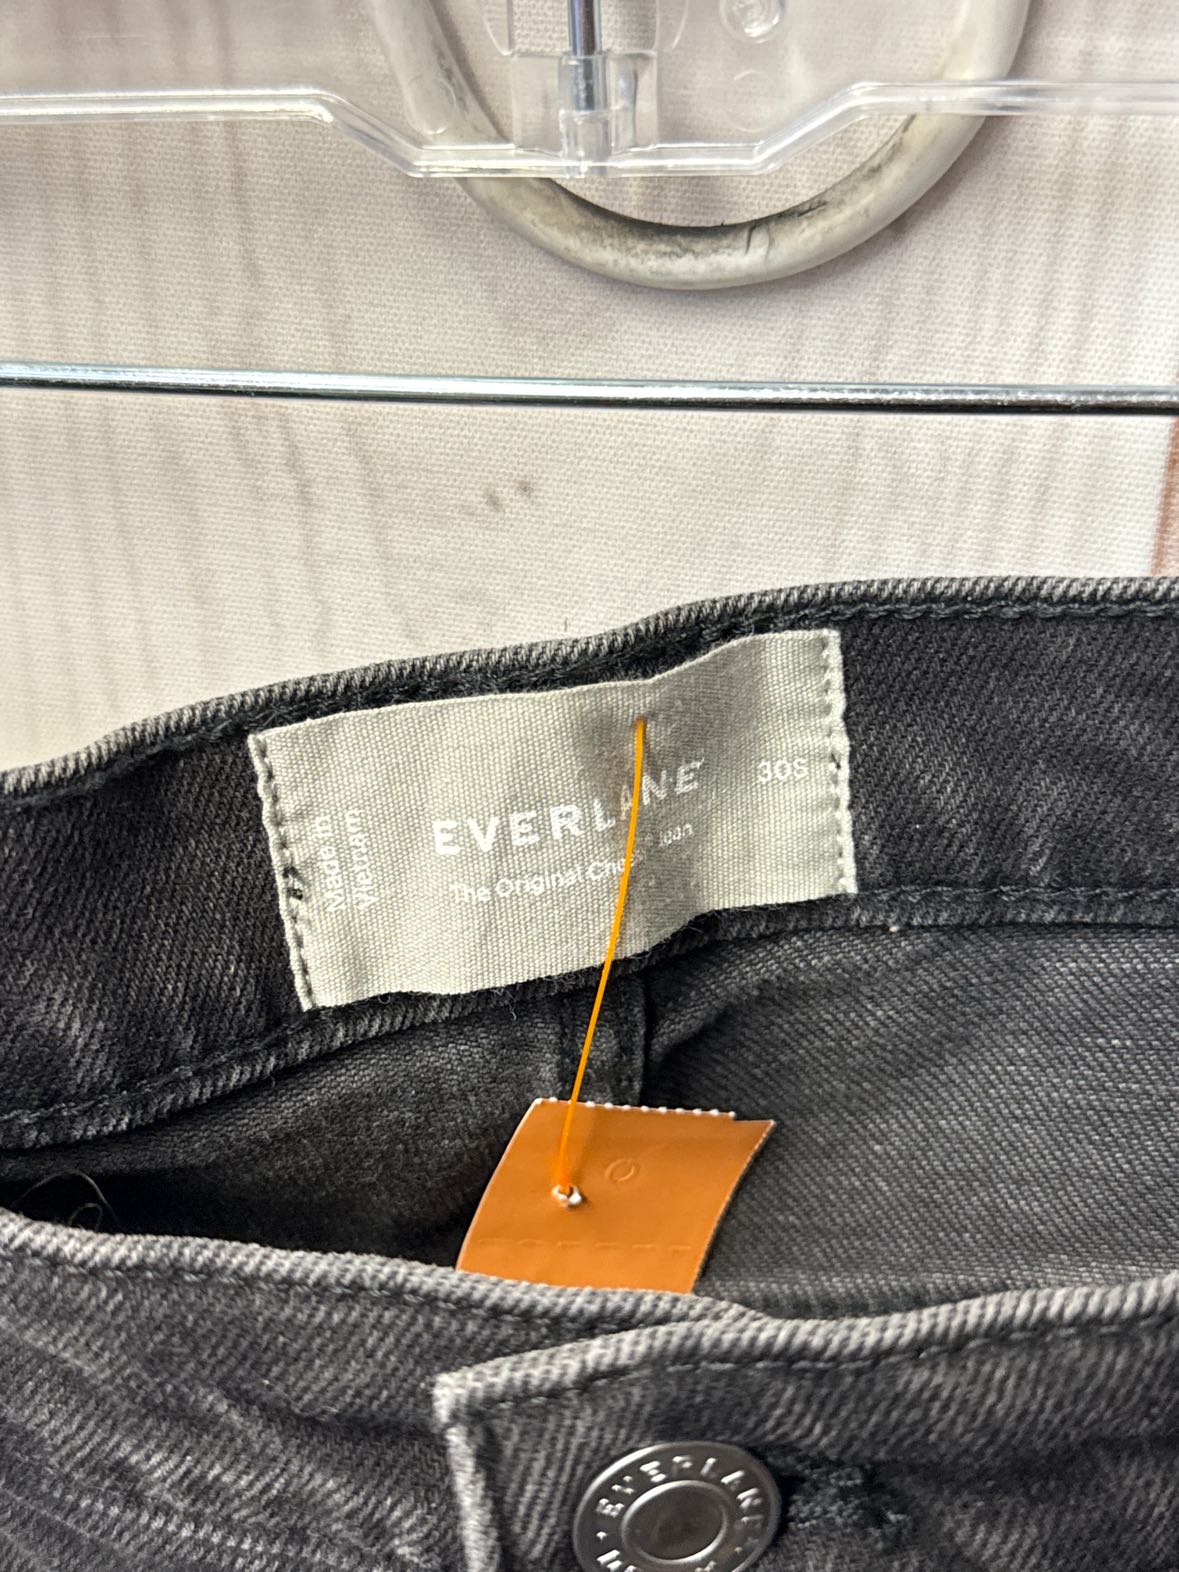 Made in
Vietnam
EVERLANE
30S
The Original Cheeky Jean
EVERLANE